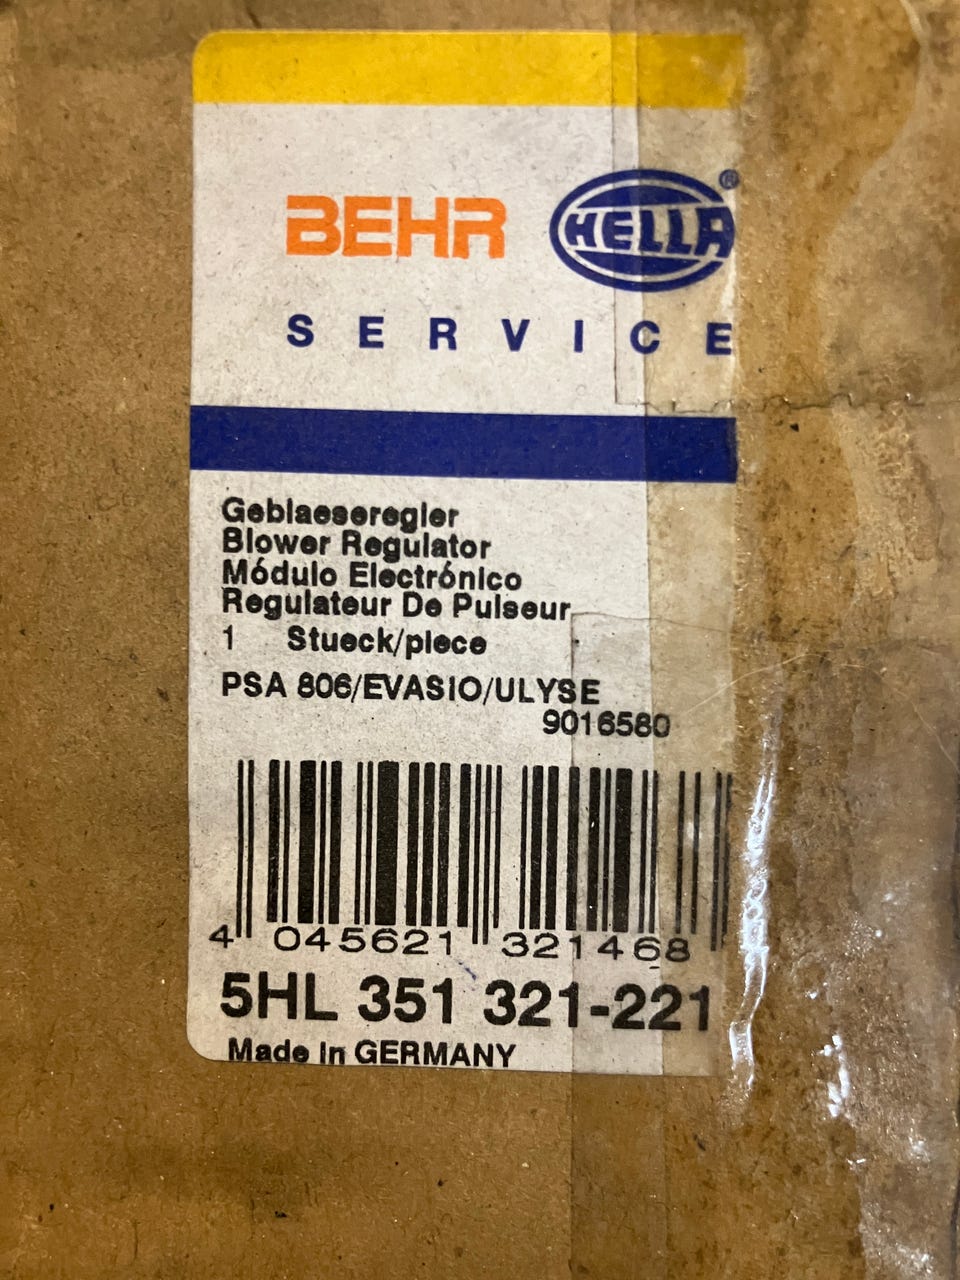 BEHR HELLA®
SERVICE
Geblaeseregler
Blower Regulator
Módulo Electrónico
Regulateur De Pulseur
1 Stueck/piece
PSA 806/EVASIO/ULYSE
9016580
4 045621 321468
5HL 351 321-221
Made in GERMANY